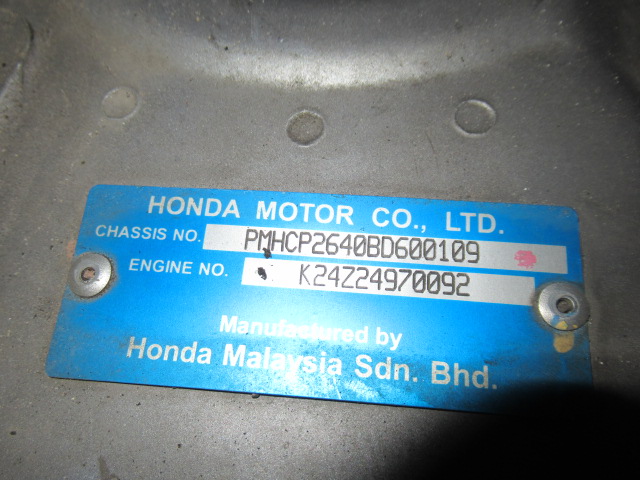 HONDA MOTOR CO., LTD.
CHASSIS NO. PMHCP2640BD600109
ENGINE NO. K24Z24970092
Manufactured by
Honda Malaysia Sdn. Bhd.